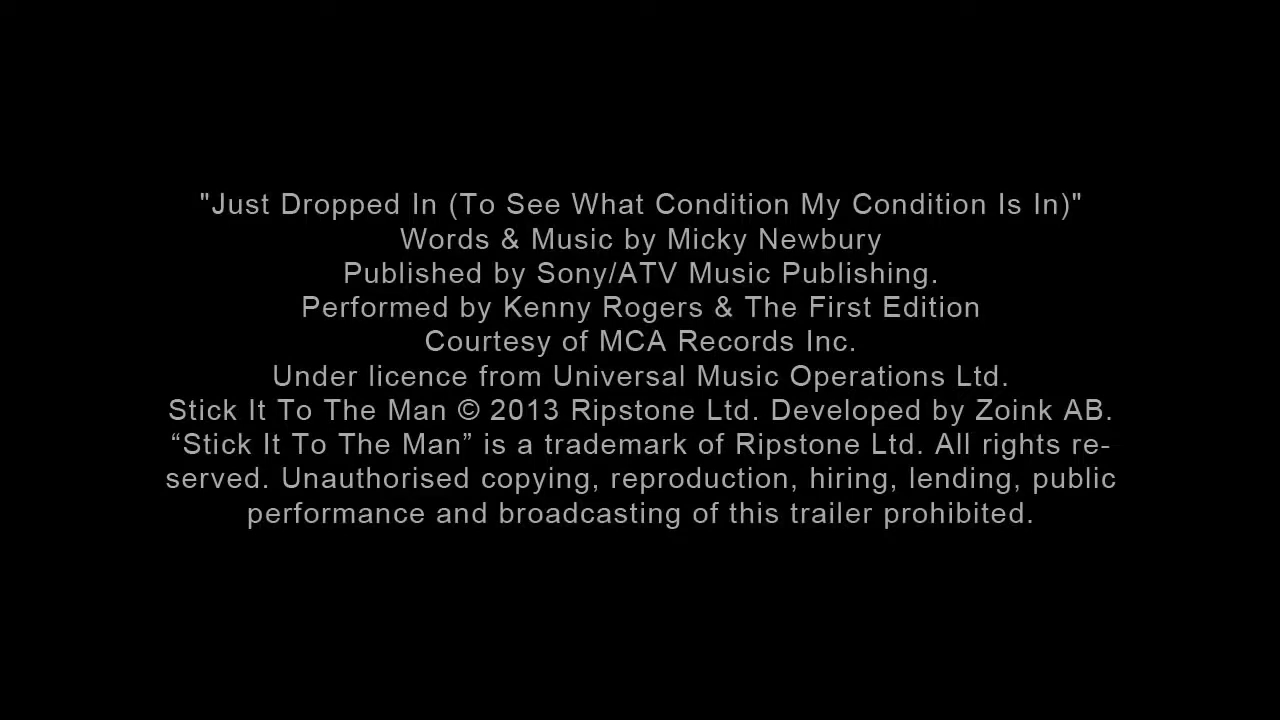 "Just Dropped In (To See What Condition My Condition Is In)"
Words & Music by Micky Newbury
Published by Sony/ATV Music Publishing.
Performed by Kenny Rogers & The First Edition
Courtesy of MCA Records Inc.
Under licence from Universal Music Operations Ltd.
Stick It To The Man © 2013 Ripstone Ltd. Developed by Zoink AB.
“Stick It To The Man” is a trademark of Ripstone Ltd. All rights re-
served. Unauthorised copying, reproduction, hiring, lending, public
performance and broadcasting of this trailer prohibited.